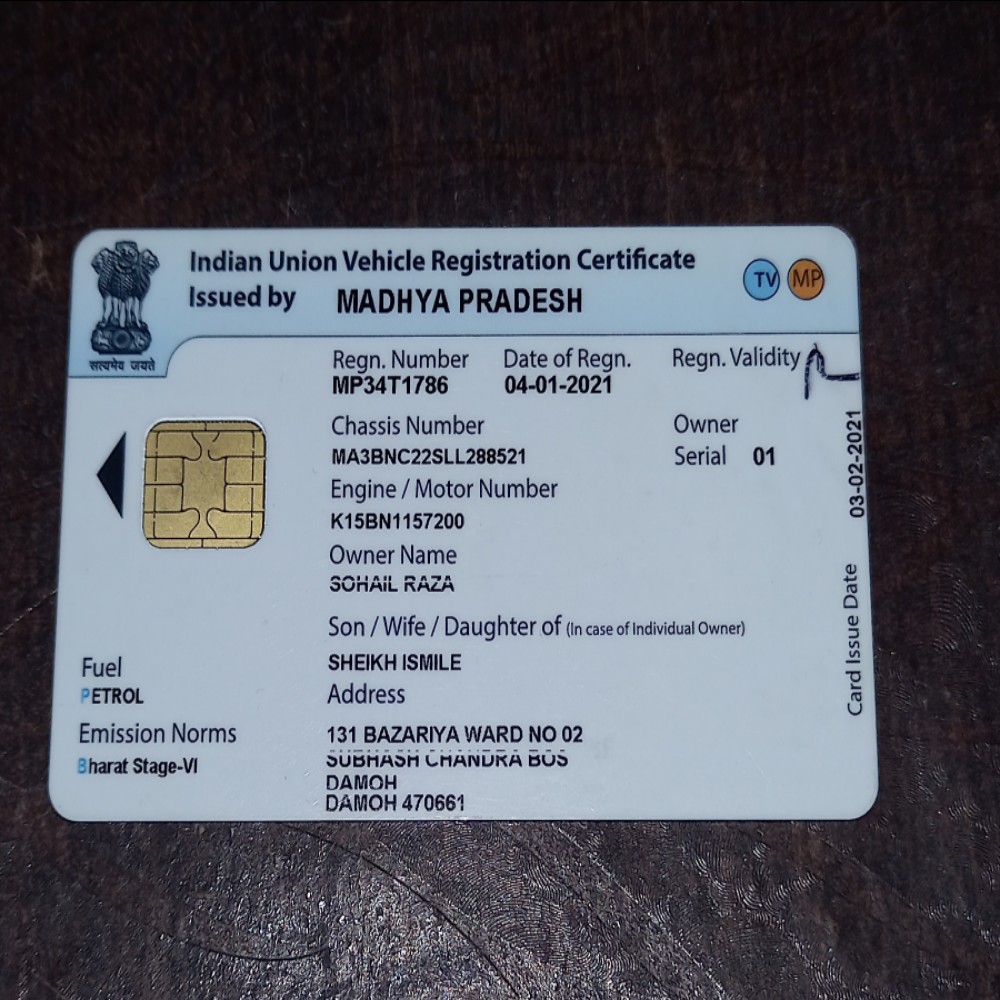 Indian Union Vehicle Registration Certificate
Issued by MADHYA PRADESH
TV MP
सत्यमेव जयते
Regn. Number Date of Regn. Regn. Validity
MP34T1786 04-01-2021
Chassis Number Owner
MA3BNC22SLL288521 Serial 01
Engine / Motor Number
K15BN1157200
Owner Name
SOHAIL RAZA
Son / Wife / Daughter of (In case of Individual Owner)
SHEIKH ISMILE
Fuel
PETROL
Address
Emission Norms
Bharat Stage-VI
131 BAZARIYA WARD NO 02
SUBHASH CHANDRA BOS
DAMOH
DAMOH 470661
Card Issue Date 03-02-2021